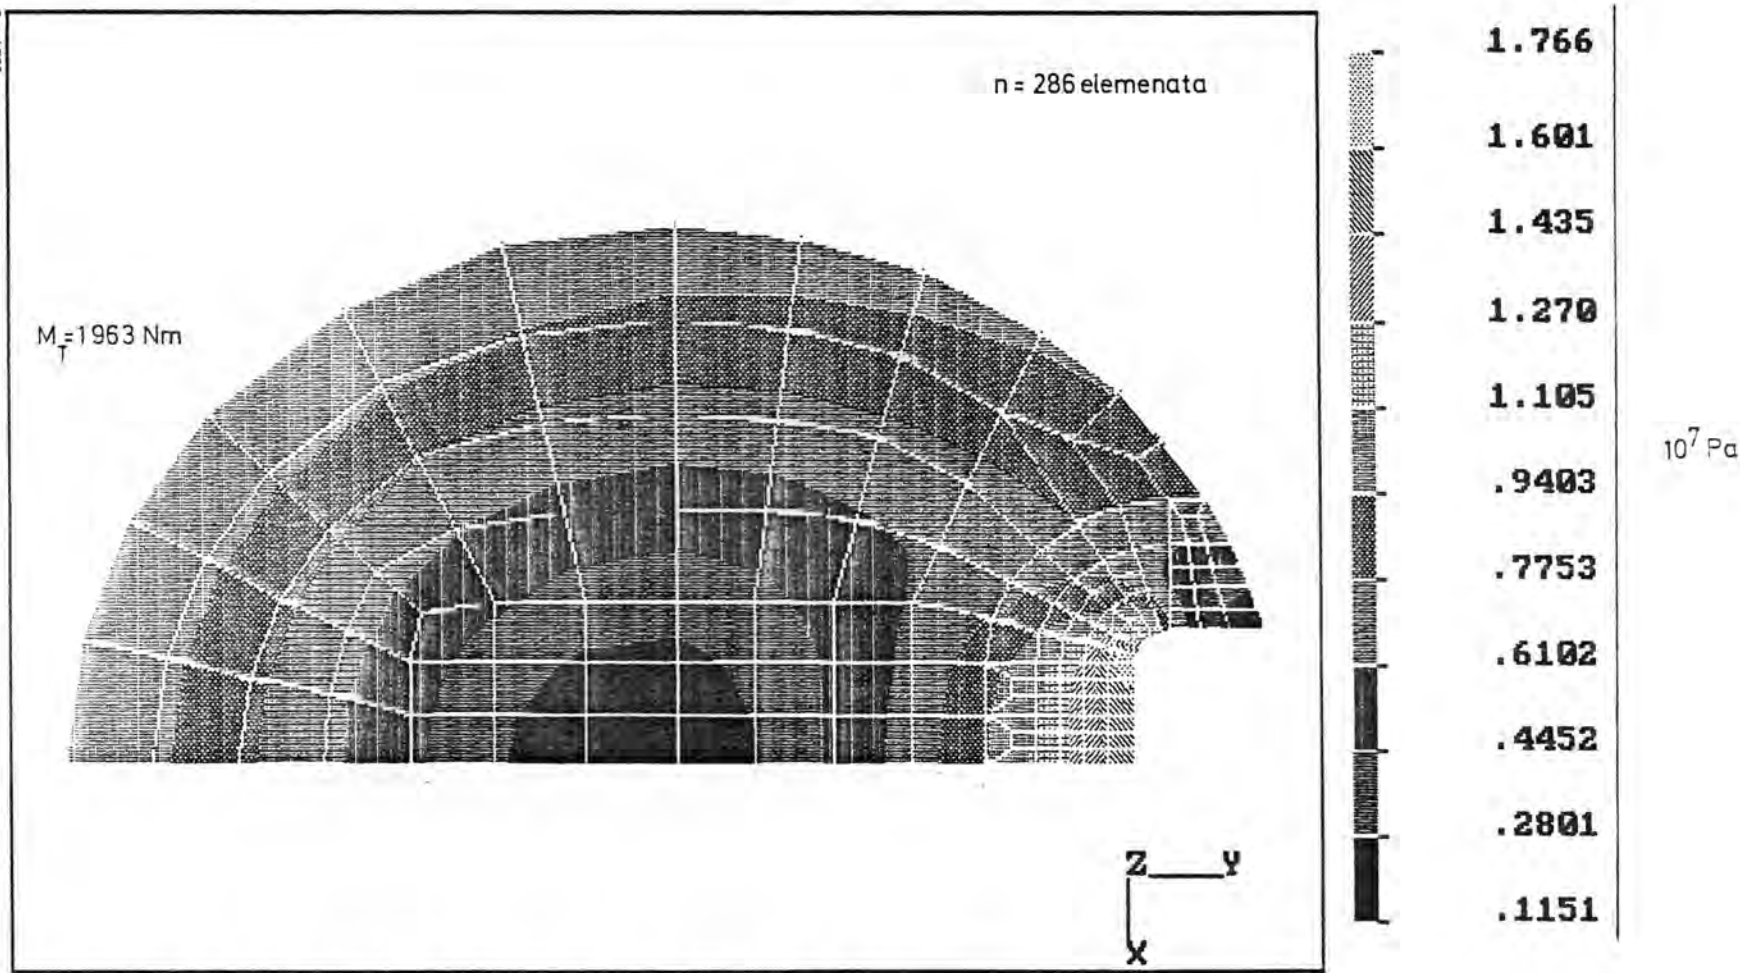 n = 286 elemenata
M_T=1963 Nm
1.766
1.601
1.435
1.270
1.105
.9403
.7753
.6102
.4452
.2801
.1151
10^7 Pa
Z Y
X